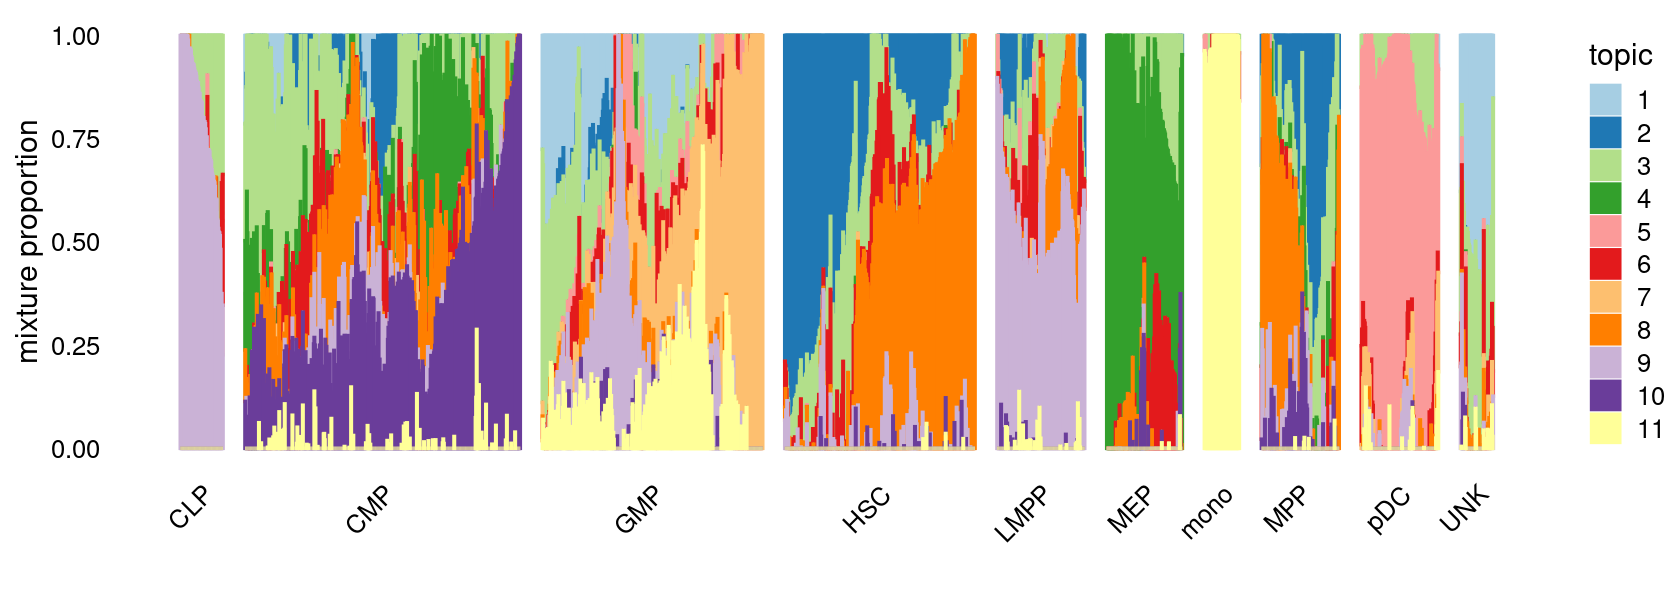 mixture proportion
1.00
0.75
0.50
0.25
0.00
CLP
CMP
GMP
HSC
LMPP
MEP
mono
MPP
pDC
UNK
topic
1
2
3
4
5
6
7
8
9
10
11